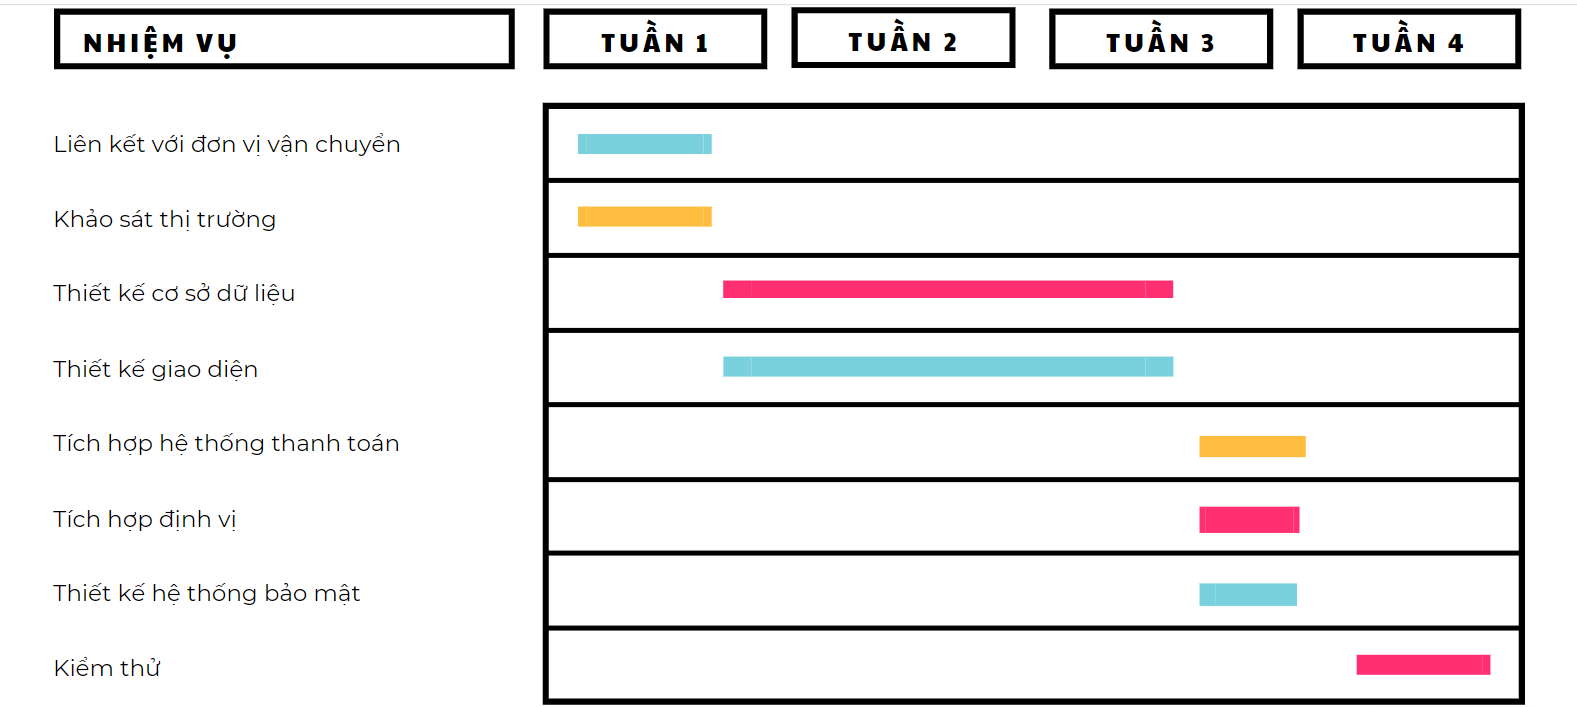 NHIỆM VỤ
TUẦN 1
TUẦN 2
TUẦN 3
TUẦN 4
Liên kết với đơn vị vận chuyển
Khảo sát thị trường
Thiết kế cơ sở dữ liệu
Thiết kế giao diện
Tích hợp hệ thống thanh toán
Tích hợp định vị
Thiết kế hệ thống bảo mật
Kiểm thử